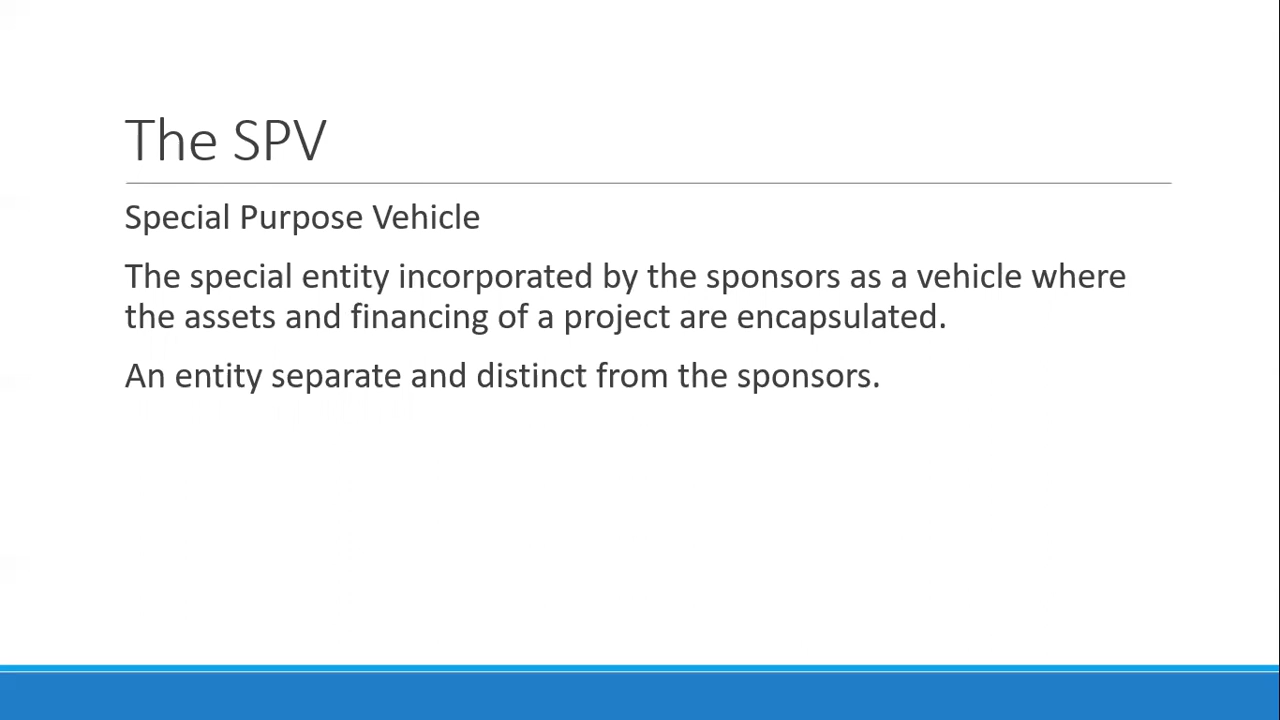 The SPV
Special Purpose Vehicle
The special entity incorporated by the sponsors as a vehicle where
the assets and financing of a project are encapsulated.
An entity separate and distinct from the sponsors.